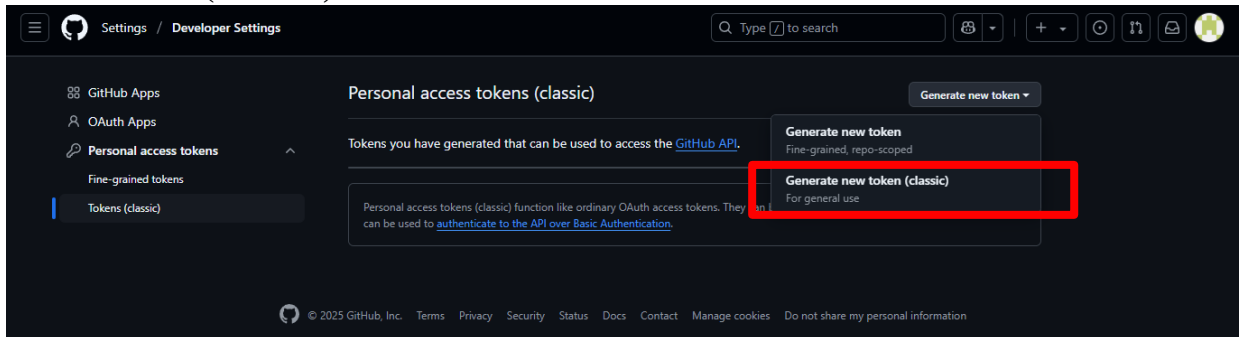 Settings / Developer Settings
Type / to search
GitHub Apps
OAuth Apps
Personal access tokens
Fine-grained tokens
Tokens (classic)
Personal access tokens (classic)
Generate new token
Tokens you have generated that can be used to access the GitHub API.
Generate new token
Fine-grained, repo-scoped
Generate new token (classic)
For general use
Personal access tokens (classic) function like ordinary OAuth access tokens. They can
can be used to authenticate to the API over Basic Authentication.
© 2025 GitHub, Inc. Terms Privacy Security Status Docs Contact Manage cookies Do not share my personal information